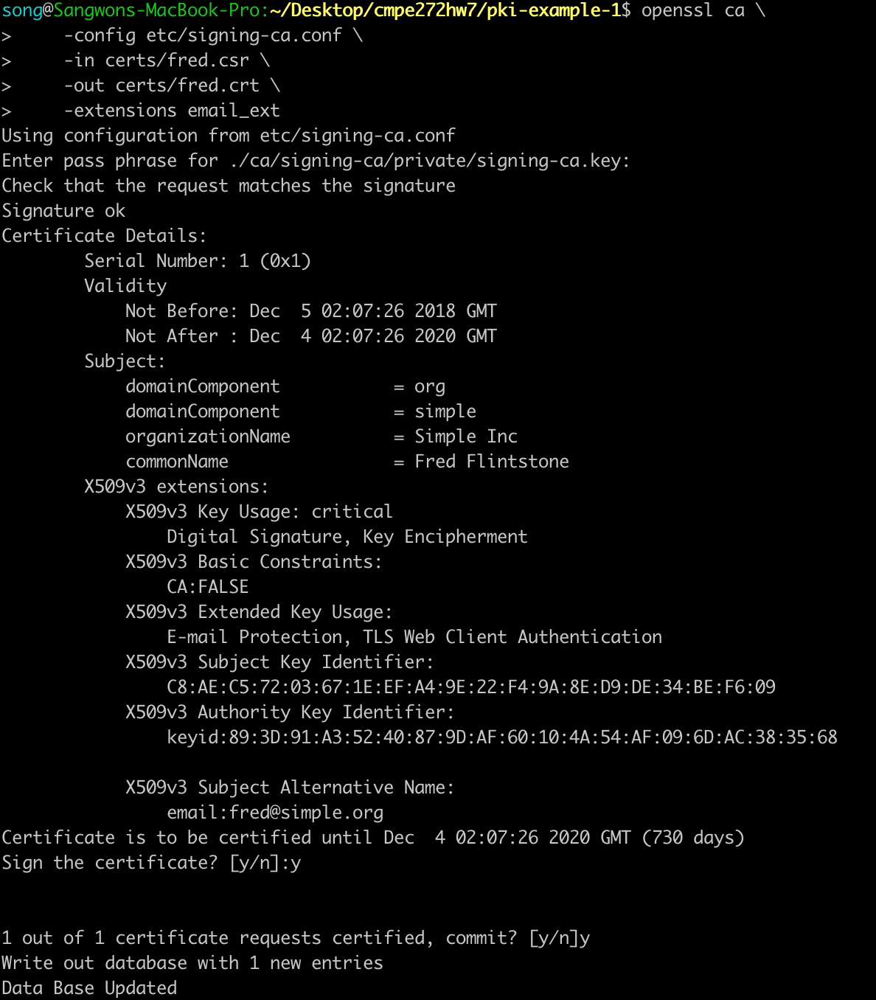 song@Sangwons-MacBook-Pro:~/Desktop/cmpe272hw7/pki-example-1$ openssl ca \
>     -config etc/signing-ca.conf \
>     -in certs/fred.csr \
>     -out certs/fred.crt \
>     -extensions email_ext
Using configuration from etc/signing-ca.conf
Enter pass phrase for ./ca/signing-ca/private/signing-ca.key:
Check that the request matches the signature
Signature ok
Certificate Details:
        Serial Number: 1 (0x1)
        Validity
            Not Before: Dec  5 02:07:26 2018 GMT
            Not After : Dec  4 02:07:26 2020 GMT
        Subject:
            domainComponent           = org
            domainComponent           = simple
            organizationName          = Simple Inc
            commonName                = Fred Flintstone
        X509v3 extensions:
            X509v3 Key Usage: critical
                Digital Signature, Key Encipherment
            X509v3 Basic Constraints:
                CA:FALSE
            X509v3 Extended Key Usage:
                E-mail Protection, TLS Web Client Authentication
            X509v3 Subject Key Identifier:
                C8:AE:C5:72:03:67:1E:EF:A4:9E:22:F4:9A:8E:D9:DE:34:BE:F6:09
            X509v3 Authority Key Identifier:
                keyid:89:3D:91:A3:52:40:87:9D:AF:60:10:4A:54:AF:09:6D:AC:38:35:68

            X509v3 Subject Alternative Name:
                email:fred@simple.org
Certificate is to be certified until Dec  4 02:07:26 2020 GMT (730 days)
Sign the certificate? [y/n]:y


1 out of 1 certificate requests certified, commit? [y/n]y
Write out database with 1 new entries
Data Base Updated